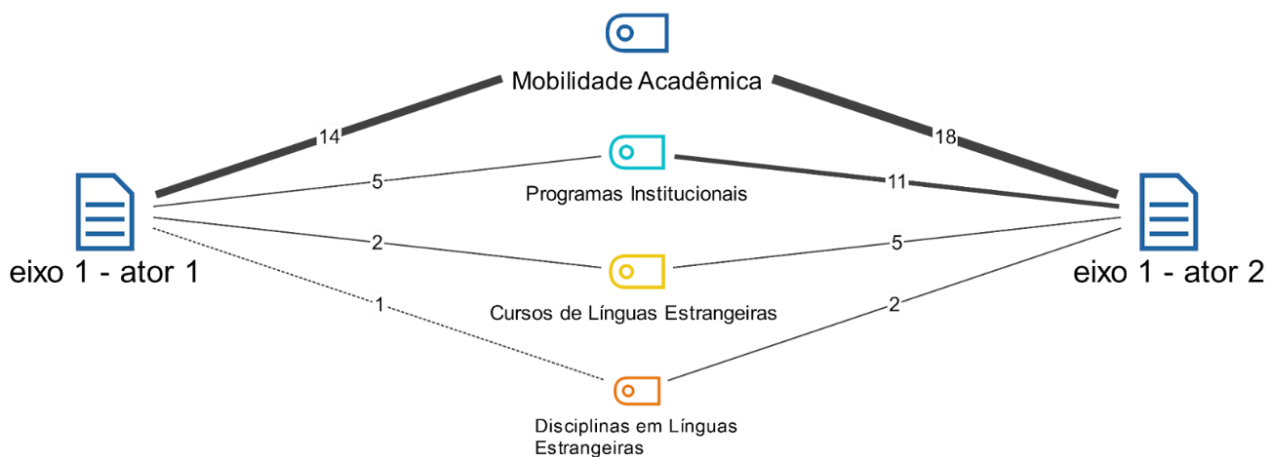 Mobilidade Acadêmica
14
18
5
11
Programas Institucionais
2
5
eixo 1 - ator 1
eixo 1 - ator 2
1
Cursos de Línguas Estrangeiras
2
Disciplinas em Línguas
Estrangeiras